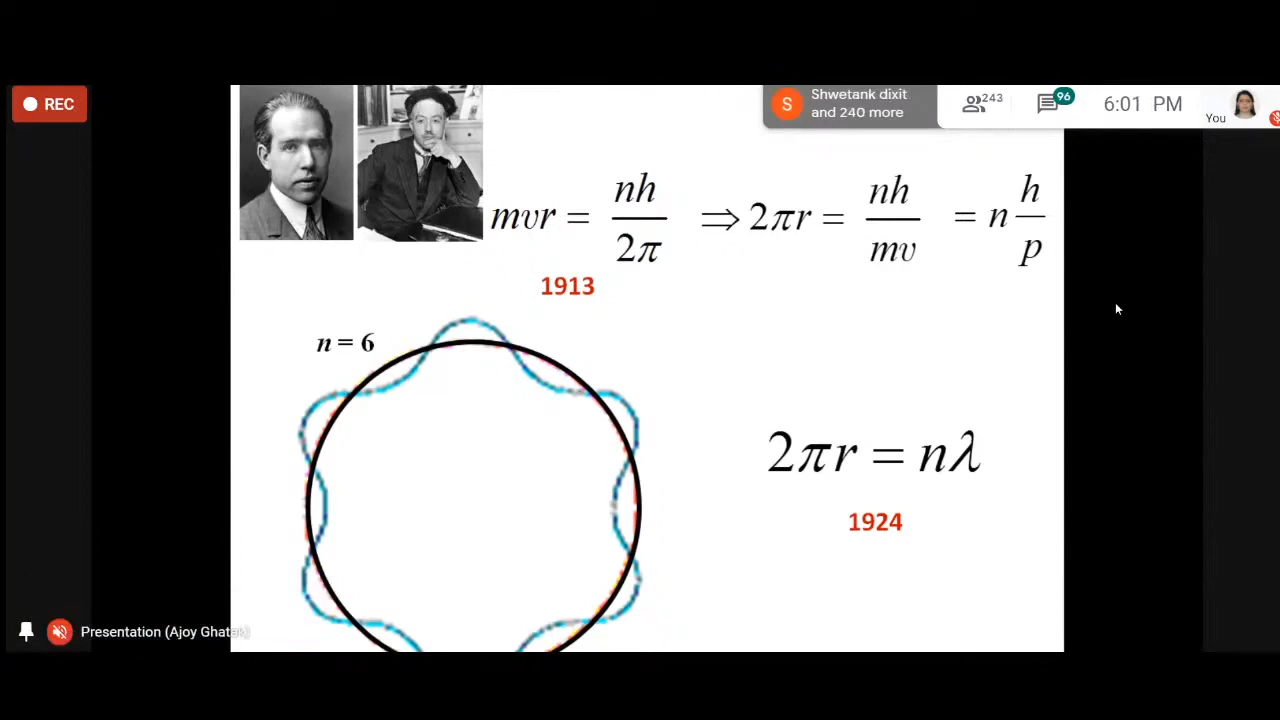 REC
Shwetank dixit
and 240 more
S
243
96
6:01 PM
You
mvr = nh/2π ⇒ 2πr = nh/mv = n h/p
1913
n = 6
2πr = nλ
1924
Presentation (Ajoy Ghatak)